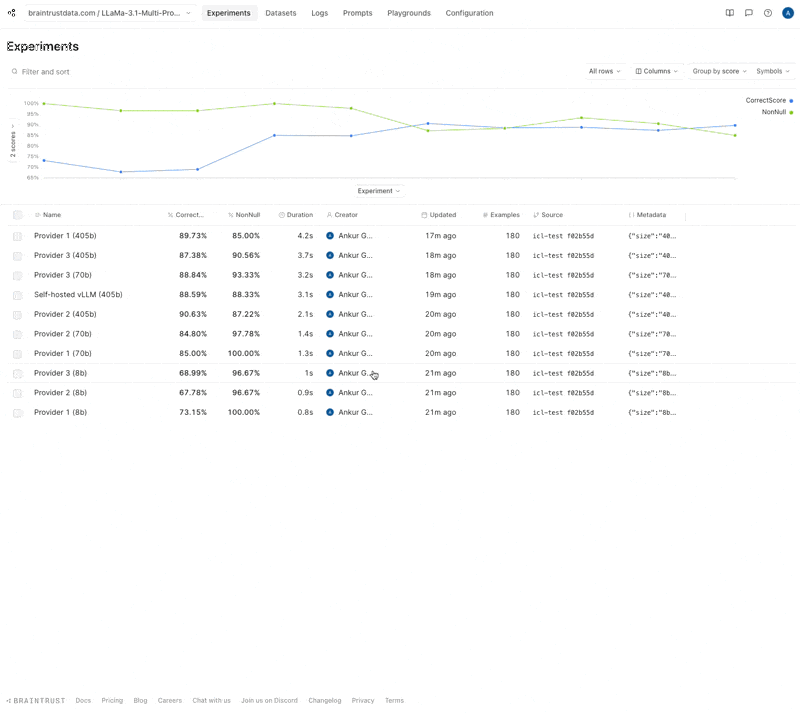 braintrustdata.com / LLaMa-3.1-Multi-Pro... Experiments Datasets Logs Prompts Playgrounds Configuration A
Experiments
Filter and sort All rows Columns Group by score Symbols
100%
95%
90%
85%
80%
75%
70%
65%
2 scores
CorrectScore
NonNull
Experiment
Name Correct... NonNull Duration Creator Updated Examples Source Metadata
Provider 1 (405b) 89.73% 85.00% 4.2s A Ankur G... 17m ago 180 icl-test f02b55d {"size":"40...
Provider 3 (405b) 87.38% 90.56% 3.7s A Ankur G... 18m ago 180 icl-test f02b55d {"size":"40...
Provider 3 (70b) 88.84% 93.33% 3.2s A Ankur G... 18m ago 180 icl-test f02b55d {"size":"70...
Self-hosted vLLM (405b) 88.59% 88.33% 3.1s A Ankur G... 19m ago 180 icl-test f02b55d {"size":"40...
Provider 2 (405b) 90.63% 87.22% 2.1s A Ankur G... 20m ago 180 icl-test f02b55d {"size":"40...
Provider 2 (70b) 84.80% 97.78% 1.4s A Ankur G... 20m ago 180 icl-test f02b55d {"size":"70...
Provider 1 (70b) 85.00% 100.00% 1.3s A Ankur G... 20m ago 180 icl-test f02b55d {"size":"70...
Provider 3 (8b) 68.99% 96.67% 1s A Ankur G... 21m ago 180 icl-test f02b55d {"size":"8b...
Provider 2 (8b) 67.78% 96.67% 0.9s A Ankur G... 21m ago 180 icl-test f02b55d {"size":"8b...
Provider 1 (8b) 73.15% 100.00% 0.8s A Ankur G... 21m ago 180 icl-test f02b55d {"size":"8b...
BRAINTRUST Docs Pricing Blog Careers Chat with us Join us on Discord Changelog Privacy Terms